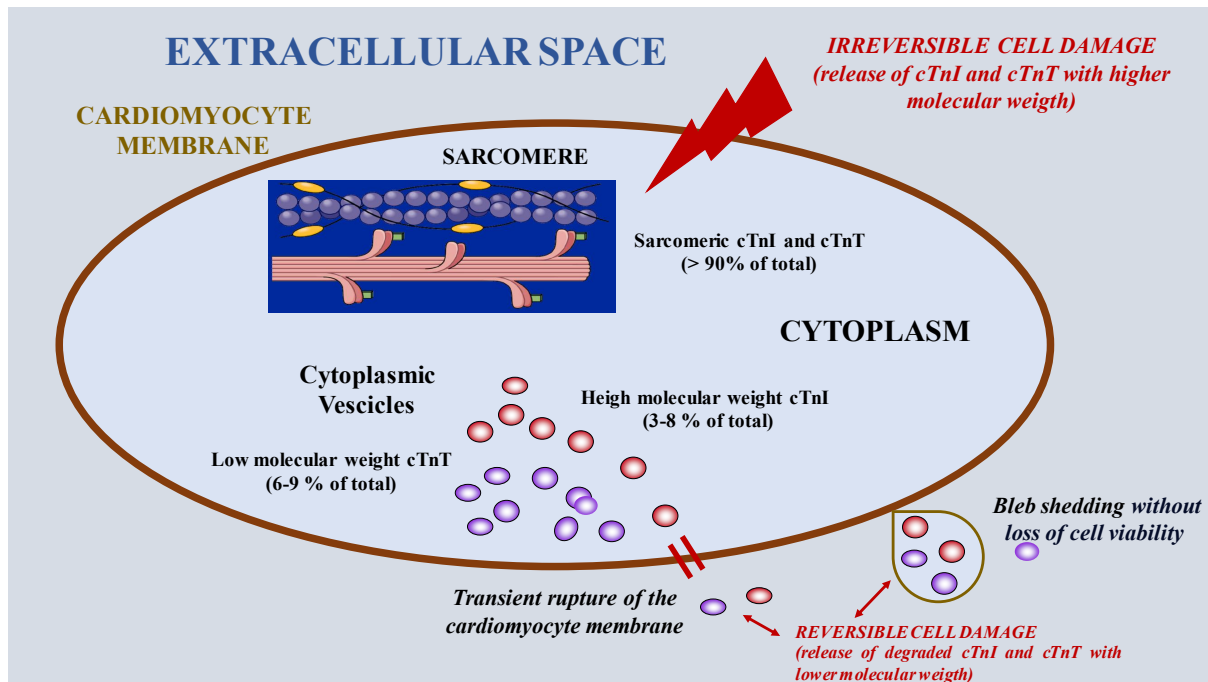 EXTRACELLULAR SPACE
IRREVERSIBLE CELL DAMAGE
(release of cTnI and cTnT with higher
molecular weigth)
CARDIOMYOCYTE
MEMBRANE
SARCOMERE
Sarcomeric cTnI and cTnT
(> 90% of total)
CYTOPLASM
Cytoplasmic
Vescicles
Heigh molecular weight cTnI
(3-8 % of total)
Low molecular weight cTnT
(6-9 % of total)
Bleb shedding without
loss of cell viability
Transient rupture of the
cardiomyocyte membrane
REVERSIBLE CELL DAMAGE
(release of degraded cTnI and cTnT with
lower molecular weigth)